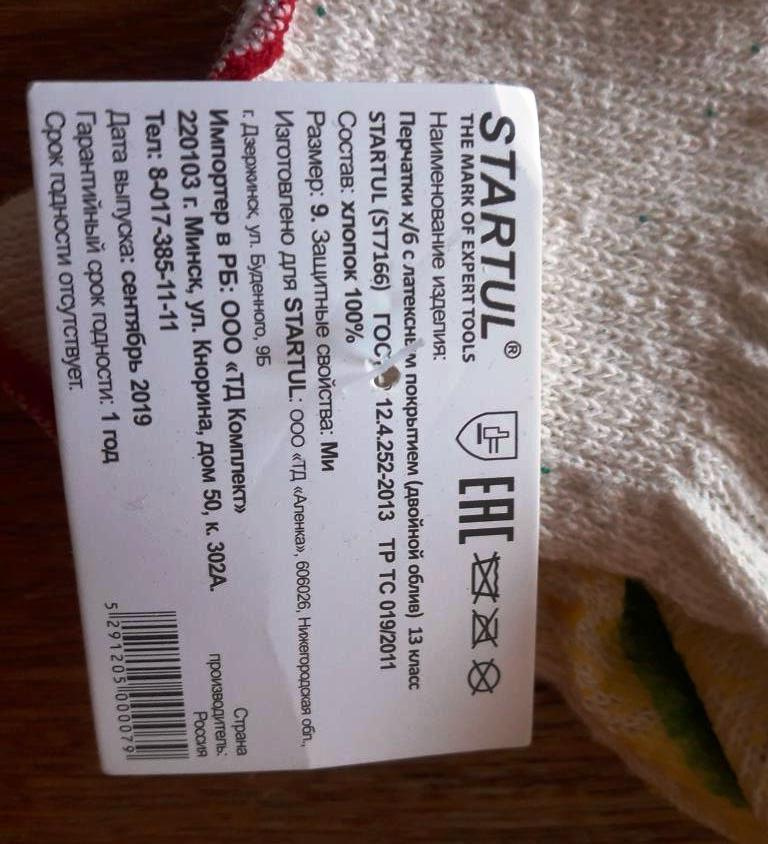 STARTUL®
THE MARK OF EXPERT TOOLS
EAC
Наименование изделия:
Перчатки х/б с латексным покрытием (двойной облив) 13 класс
STARTUL (ST7166) ГОСТ 12.4.252-2013 ТР ТС 019/2011
Состав: хлопок 100%
Размер: 9, Защитные свойства: Ми
Изготовлено для STARTUL: ООО «ТД «Аленка», 606026, Нижегородская обл.,
г. Дзержинск, ул. Буденного, 9Б
Импортер в РБ: ООО «ТД Комплект»
220103 г. Минск, ул. Кнорина, дом 50, к. 302А.
Тел: 8-017-385-11-11
Дата выпуска: сентябрь 2019
Гарантийный срок годности: 1 год
Срок годности отсутствует.
Страна
производитель:
Россия
5291205000079